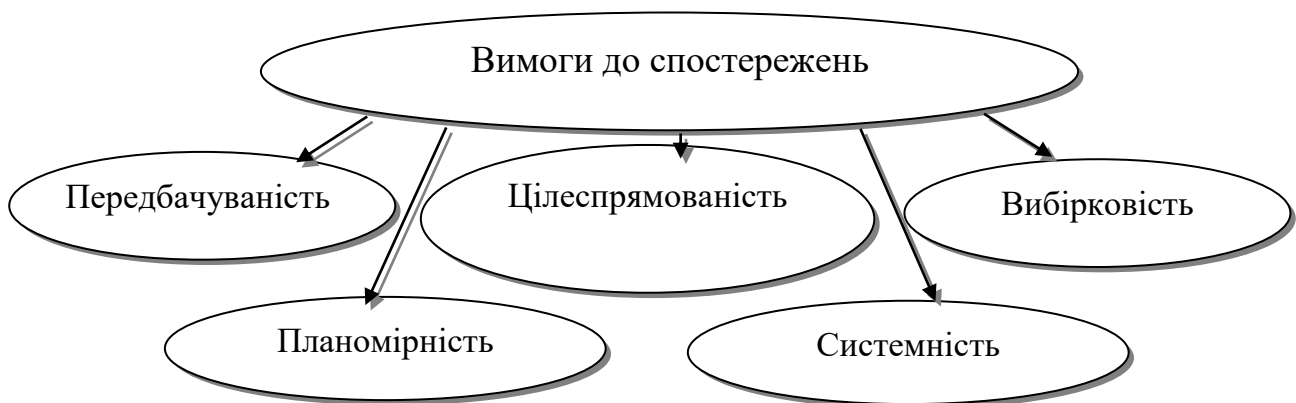 Вимоги до спостережень
Передбачуваність
Цілеспрямованість
Вибірковість
Планомірність
Системність